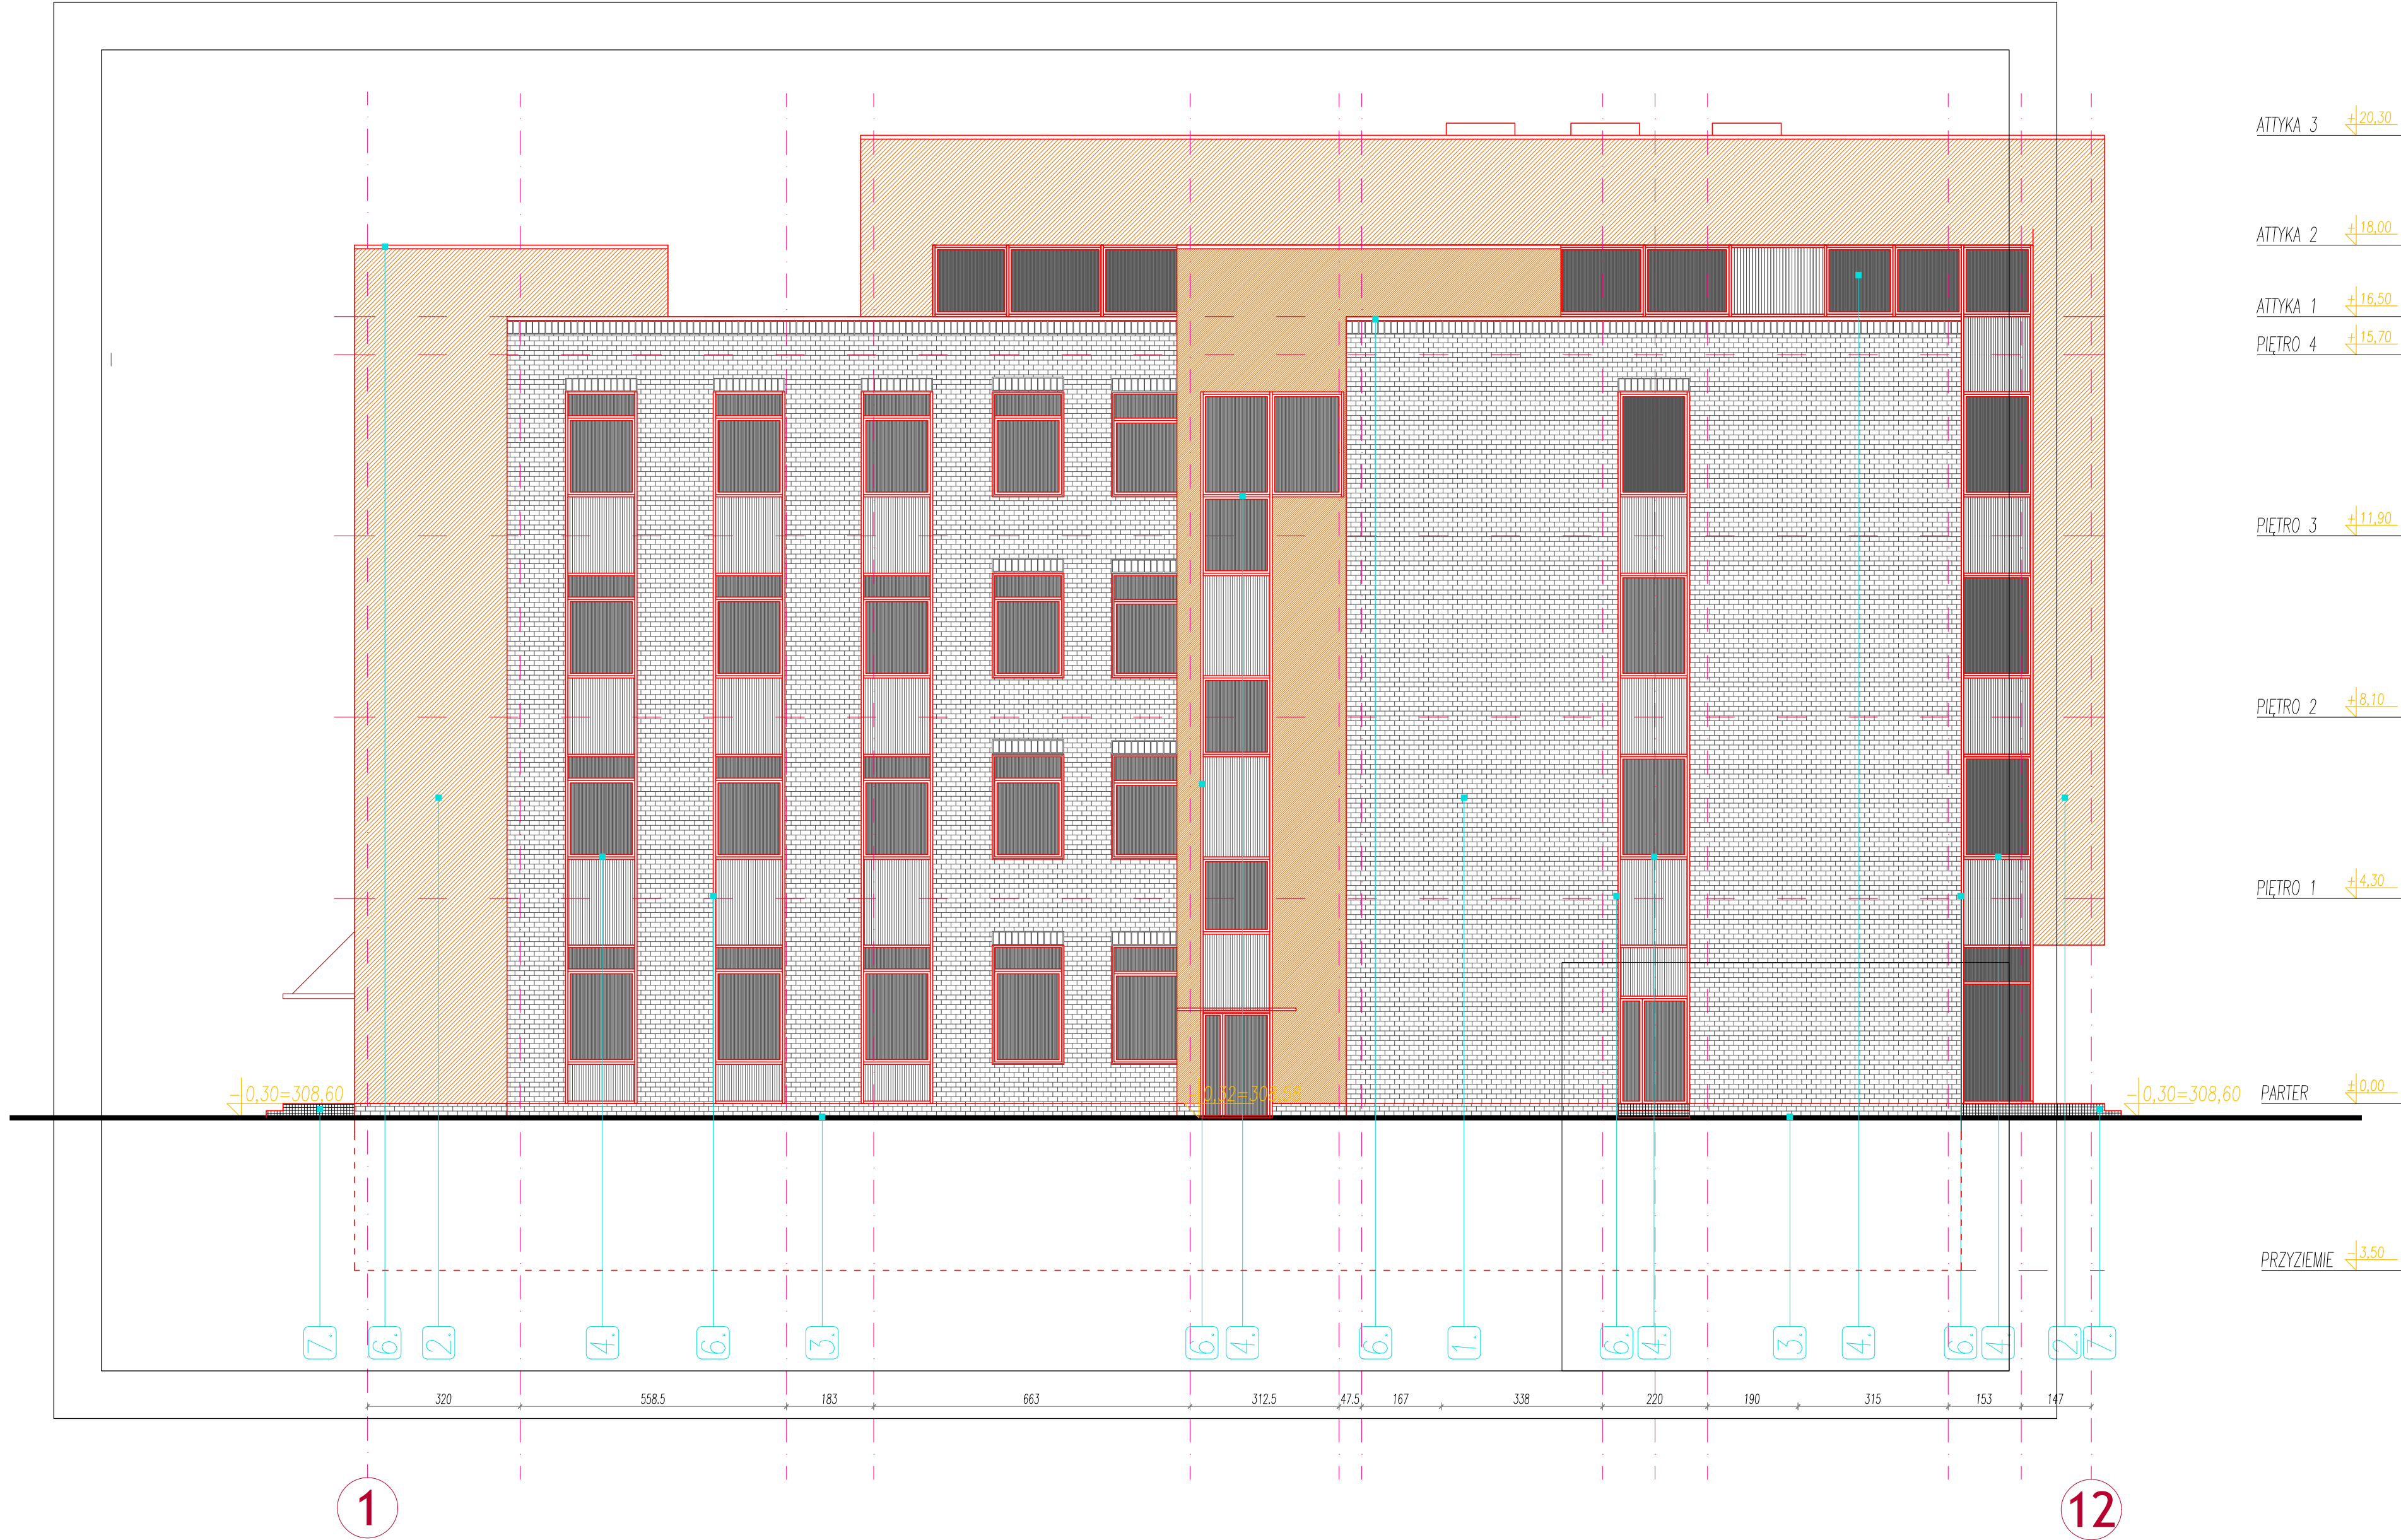 ATTYKA 3 +20,30
ATTYKA 2 +18,00
ATTYKA 1 +16,50
PIĘTRO 4 +15,70
PIĘTRO 3 +11,90
PIĘTRO 2 +8,10
PIĘTRO 1 +4,30
-0,30=308,60
-0,30=308,60
PARTER ±0,00
PRZYZIEMIE -3,50
7. 6. 2. 4. 6. 3. 6. 4. 6. 1. 6. 4. 3. 4. 6. 4. 2. 7.
320 558.5 183 663 312.5 47.5 167 338 220 190 315 153 147
1 12